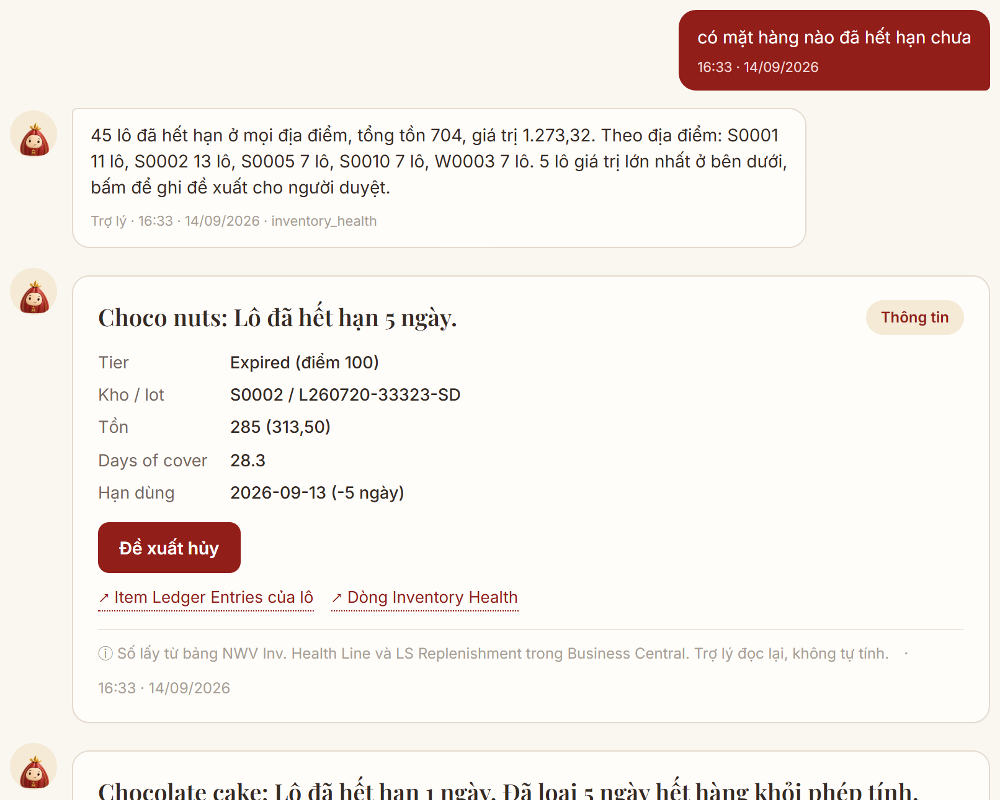 có mặt hàng nào đã hết hạn chưa
16:33 · 14/09/2026
45 lô đã hết hạn ở mọi địa điểm, tổng tồn 704, giá trị 1.273,32. Theo địa điểm: S0001
11 lô, S0002 13 lô, S0005 7 lô, S0010 7 lô, W0003 7 lô. 5 lô giá trị lớn nhất ở bên dưới,
bấm để ghi đề xuất cho người duyệt.
Trợ lý · 16:33 · 14/09/2026 · inventory_health
Choco nuts: Lô đã hết hạn 5 ngày.
Thông tin
Tier Expired (điểm 100)
Kho / lot S0002 / L260720-33323-SD
Tồn 285 (313,50)
Days of cover 28.3
Hạn dùng 2026-09-13 (-5 ngày)
Đề xuất hủy
↗ Item Ledger Entries của lô ↗ Dòng Inventory Health
ⓘ Số lấy từ bảng NWV Inv. Health Line và LS Replenishment trong Business Central. Trợ lý đọc lại, không tự tính. ·
16:33 · 14/09/2026
Chocolate cake: Lô đã hết hạn 1 ngày. Đã loại 5 ngày hết hàng khỏi phép tính.